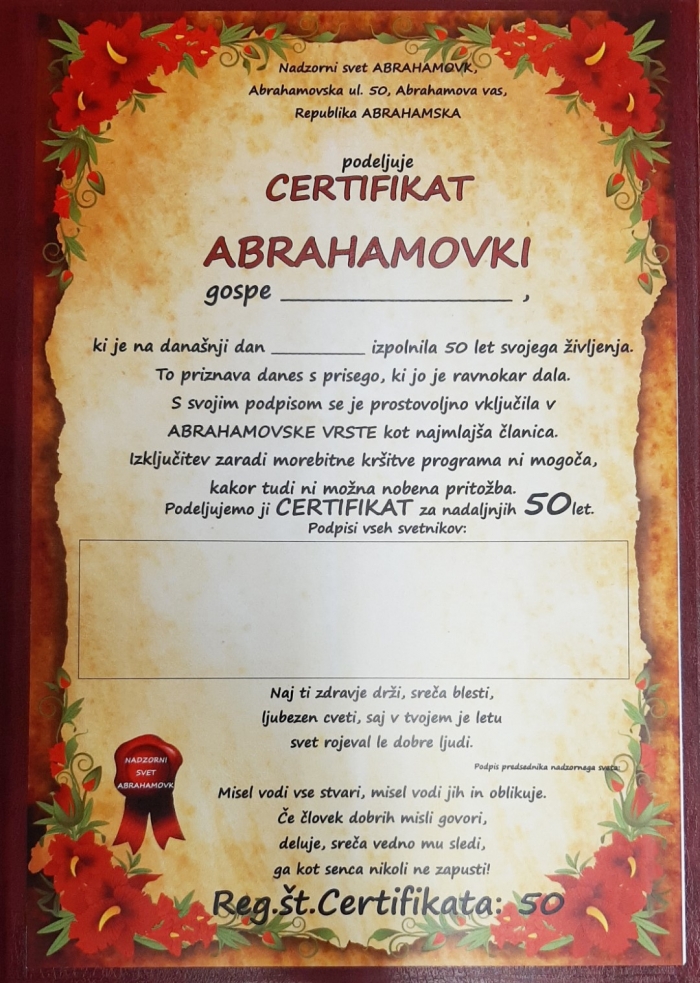 Nadzorni svet ABRAHAMOVK,
Abrahamovska ul. 50, Abrahamova vas,
Republika ABRAHAMSKA
podeljuje
CERTIFIKAT
ABRAHAMOVKI
gospe ____________________ ,
ki je na današnji dan __________ izpolnila 50 let svojega življenja.
To priznava danes s prisego, ki jo je ravnokar dala.
S svojim podpisom se je prostovoljno vključila v
ABRAHAMOVSKE VRSTE kot najmlajša članica.
Izključitev zaradi morebitne kršitve programa ni mogoča,
kakor tudi ni možna nobena pritožba.
Podeljujemo ji CERTIFIKAT za nadaljnjih 50 let.
Podpisi vseh svetnikov:
Naj ti zdravje drži, sreča blesti,
ljubezen cveti, saj v tvojem je letu
svet rojeval le dobre ljudi.
Podpis predsednika nadzornega sveta:
NADZORNI
SVET
ABRAHAMOVK
Misel vodi vse stvari, misel vodi jih in oblikuje.
Če človek dobrih misli govori,
deluje, sreča vedno mu sledi,
ga kot senca nikoli ne zapusti!
Reg.št.Certifikata: 50